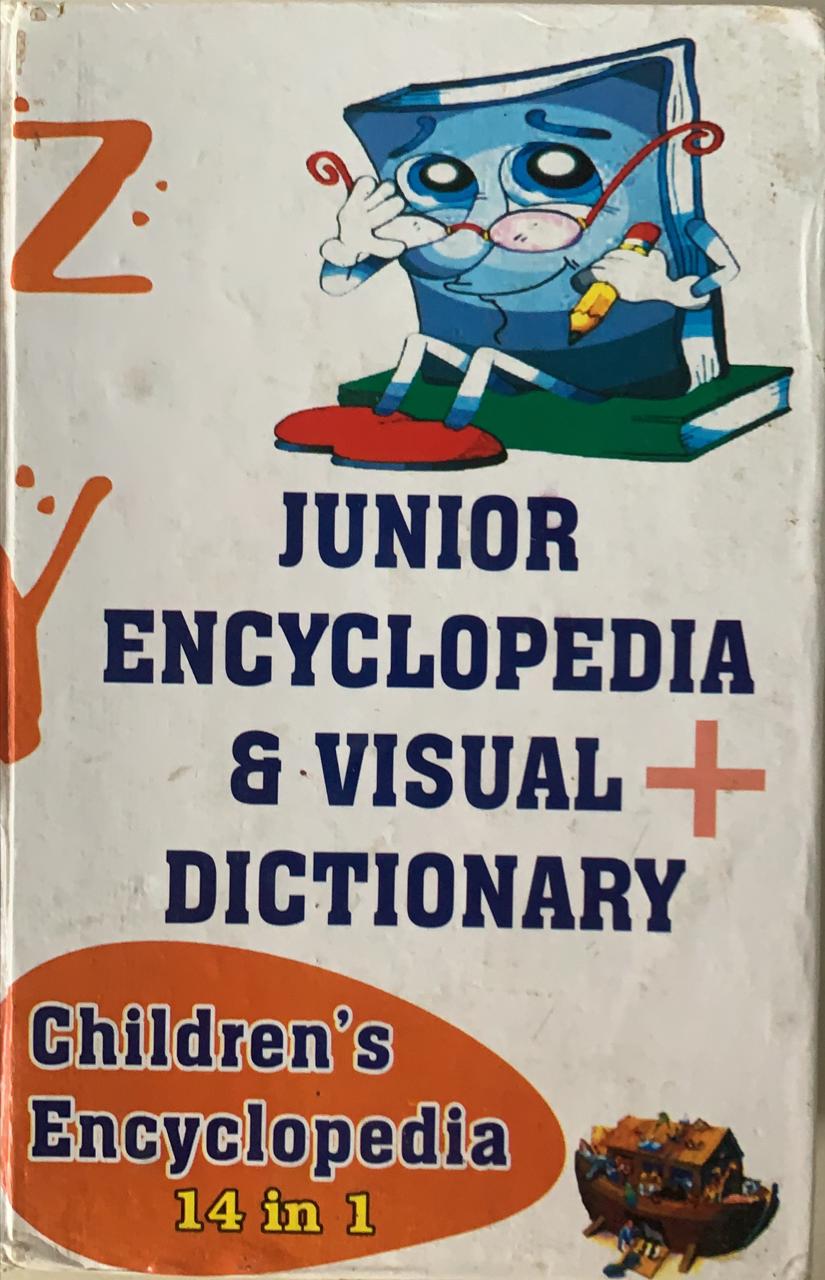 Z
Y
JUNIOR
ENCYCLOPEDIA
& VISUAL +
DICTIONARY
Children's
Encyclopedia
14 in 1